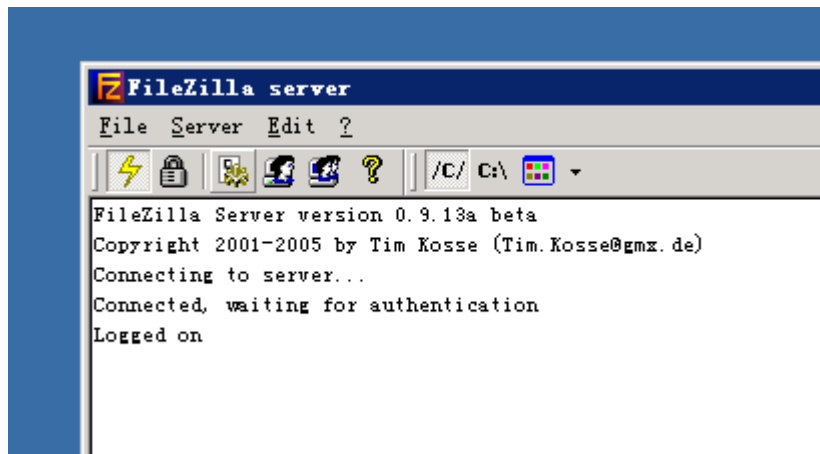 FileZilla server
File Server Edit ?
/C/ C:\
FileZilla Server version 0.9.13a beta
Copyright 2001-2005 by Tim Kosse (Tim.Kosse@gmx.de)
Connecting to server...
Connected, waiting for authentication
Logged on